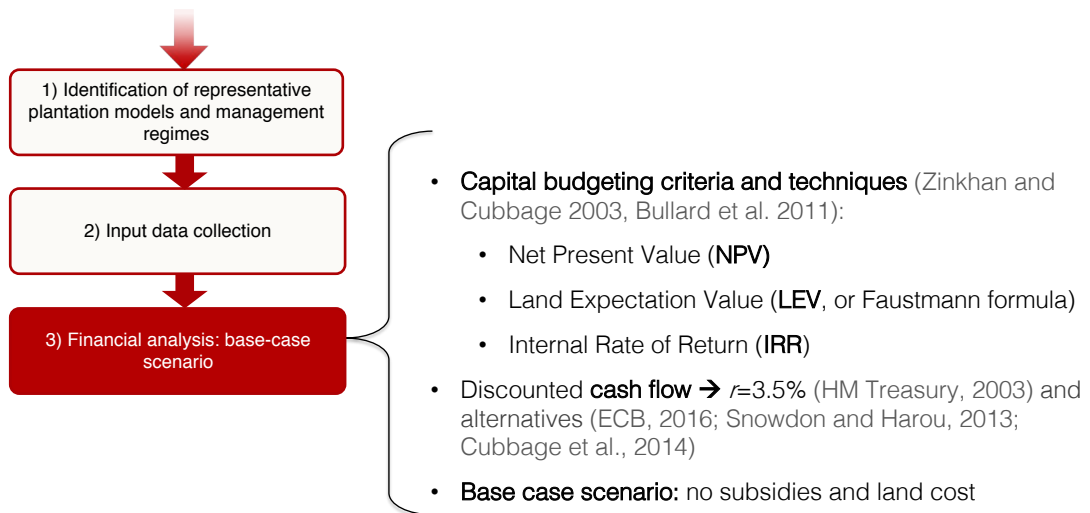 1) Identification of representative
plantation models and management
regimes
2) Input data collection
3) Financial analysis: base-case
scenario
• Capital budgeting criteria and techniques (Zinkhan and
Cubbage 2003, Bullard et al. 2011):
• Net Present Value (NPV)
• Land Expectation Value (LEV, or Faustmann formula)
• Internal Rate of Return (IRR)
• Discounted cash flow ➔ r=3.5% (HM Treasury, 2003) and
alternatives (ECB, 2016; Snowdon and Harou, 2013;
Cubbage et al., 2014)
• Base case scenario: no subsidies and land cost